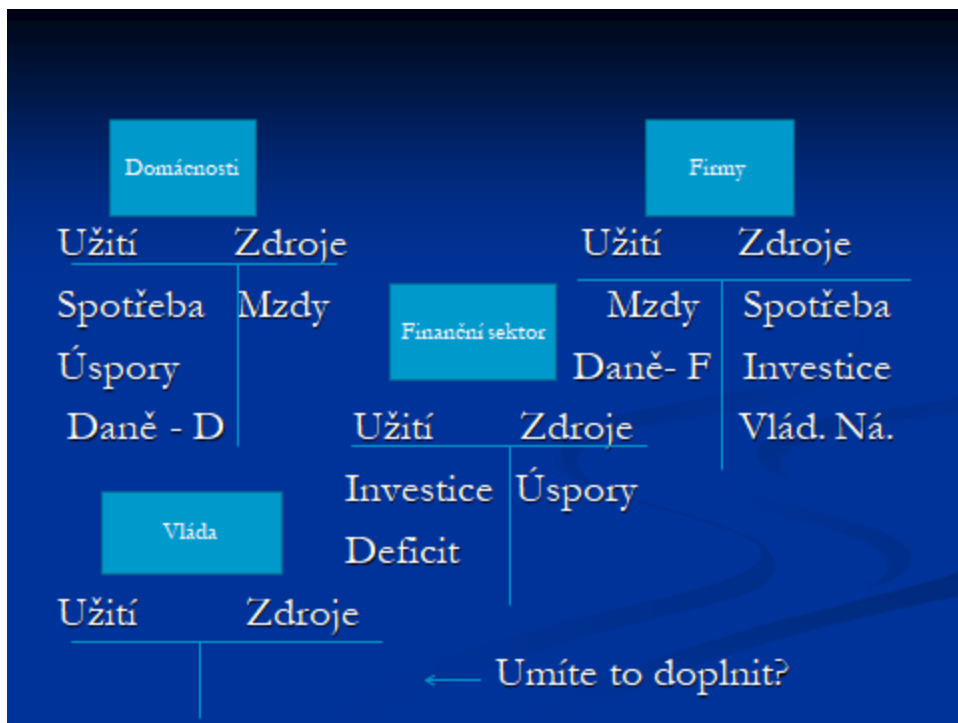 Domácnosti
Firmy
Užití Zdroje
Užití Zdroje
Spotřeba Mzdy
Finanční sektor
Mzdy Spotřeba
Úspory
Daně- F Investice
Daně - D
Užití Zdroje
Vlád. Ná.
Investice Úspory
Vláda
Deficit
Užití Zdroje
Umíte to doplnit?